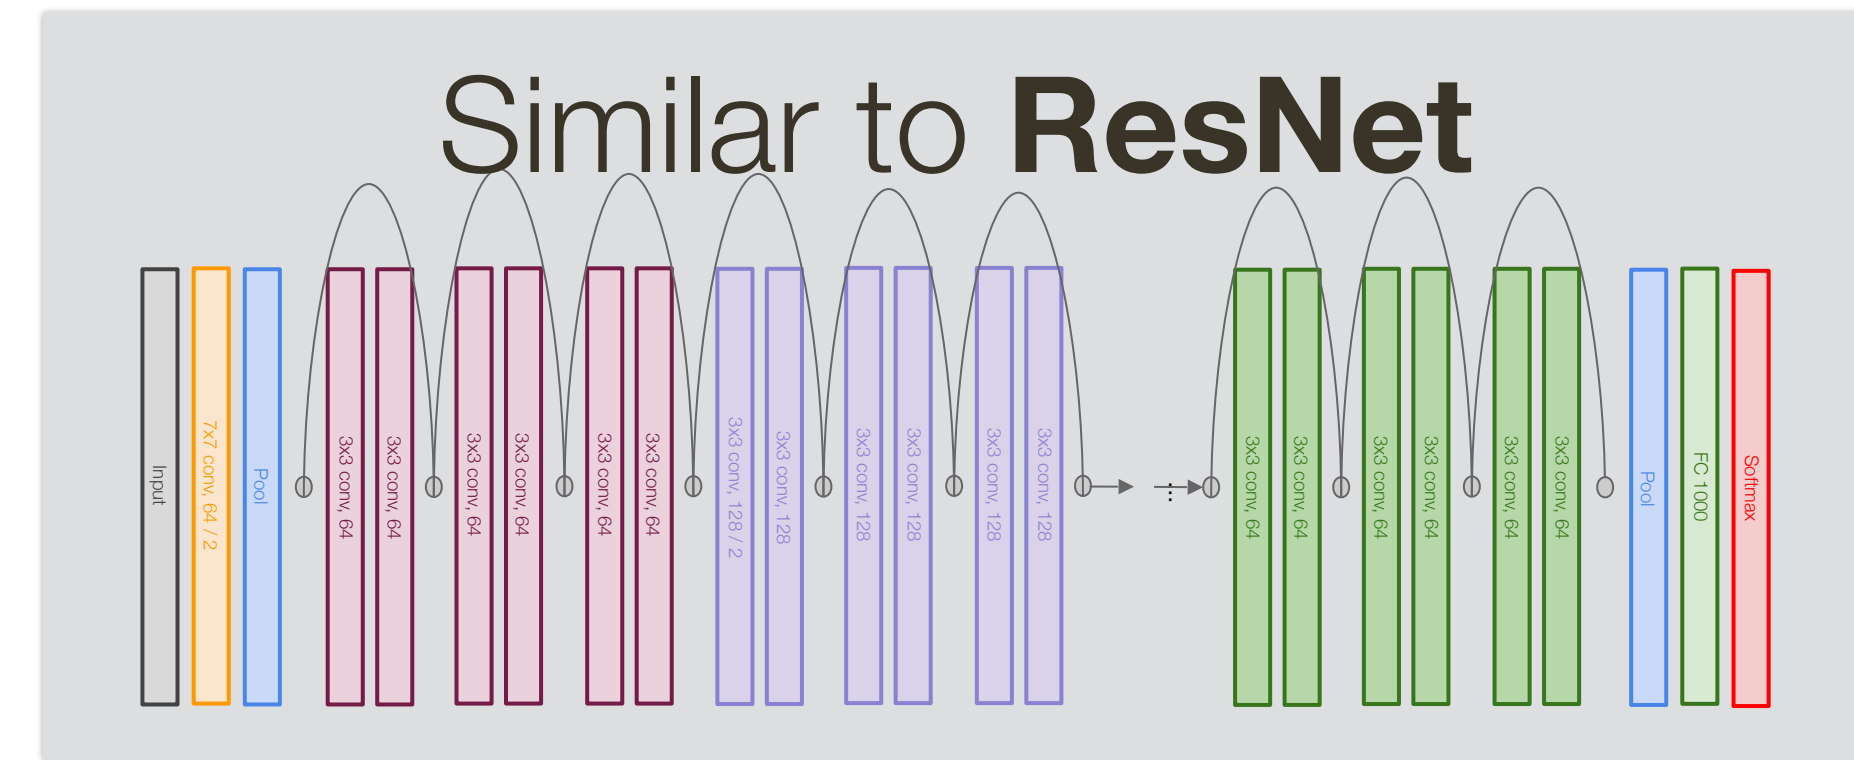 Similar to ResNet
Input
7x7 conv, 64 / 2
Pool
3x3 conv, 64
3x3 conv, 64
3x3 conv, 64
3x3 conv, 64
3x3 conv, 64
3x3 conv, 64
3x3 conv, 128 / 2
3x3 conv, 128
3x3 conv, 128
3x3 conv, 128
3x3 conv, 128
3x3 conv, 128
...
3x3 conv, 64
3x3 conv, 64
3x3 conv, 64
3x3 conv, 64
3x3 conv, 64
3x3 conv, 64
Pool
FC 1000
Softmax